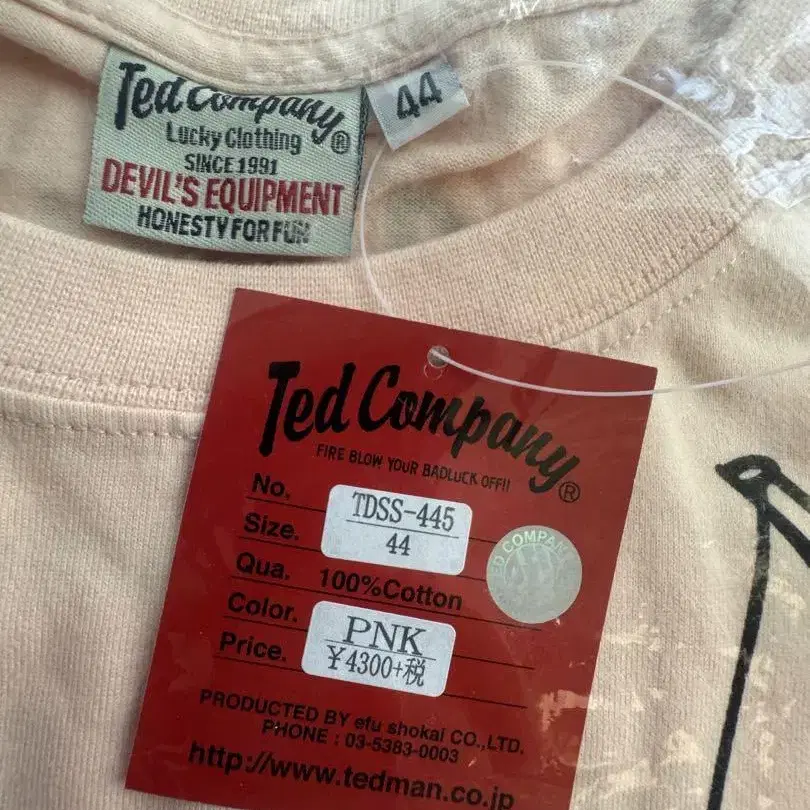 Ted Company
Lucky Clothing ®
SINCE 1991
DEVIL'S EQUIPMENT
HONESTY FOR FUN
44
Ted Company
FIRE BLOW YOUR BADLUCK OFF!! ®
No. TDSS-445
Size. 44
Qua. 100%Cotton
Color. PNK
Price. ¥4300+税
TED COMPAN
PRODUCED BY efu shokai CO.,LTD.
PHONE : 03-5383-0003
http://www.tedman.co.jp